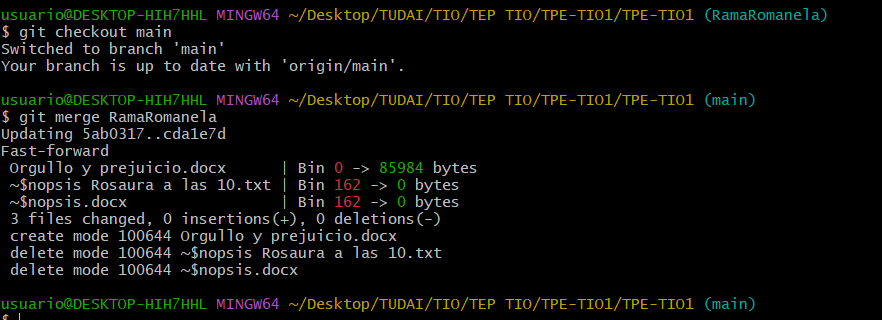 usuario@DESKTOP-HIH7HHL MINGW64 ~/Desktop/TUDAI/TIO/TEP TIO/TPE-TIO1/TPE-TIO1 (RamaRomanela)
$ git checkout main
Switched to branch 'main'
Your branch is up to date with 'origin/main'.

usuario@DESKTOP-HIH7HHL MINGW64 ~/Desktop/TUDAI/TIO/TEP TIO/TPE-TIO1/TPE-TIO1 (main)
$ git merge RamaRomanela
Updating 5ab0317..cda1e7d
Fast-forward
 Orgullo y prejuicio.docx      | Bin 0 -> 85984 bytes
 ~$nopsis Rosaura a las 10.txt | Bin 162 -> 0 bytes
 ~$nopsis.docx                 | Bin 162 -> 0 bytes
 3 files changed, 0 insertions(+), 0 deletions(-)
 create mode 100644 Orgullo y prejuicio.docx
 delete mode 100644 ~$nopsis Rosaura a las 10.txt
 delete mode 100644 ~$nopsis.docx

usuario@DESKTOP-HIH7HHL MINGW64 ~/Desktop/TUDAI/TIO/TEP TIO/TPE-TIO1/TPE-TIO1 (main)
$